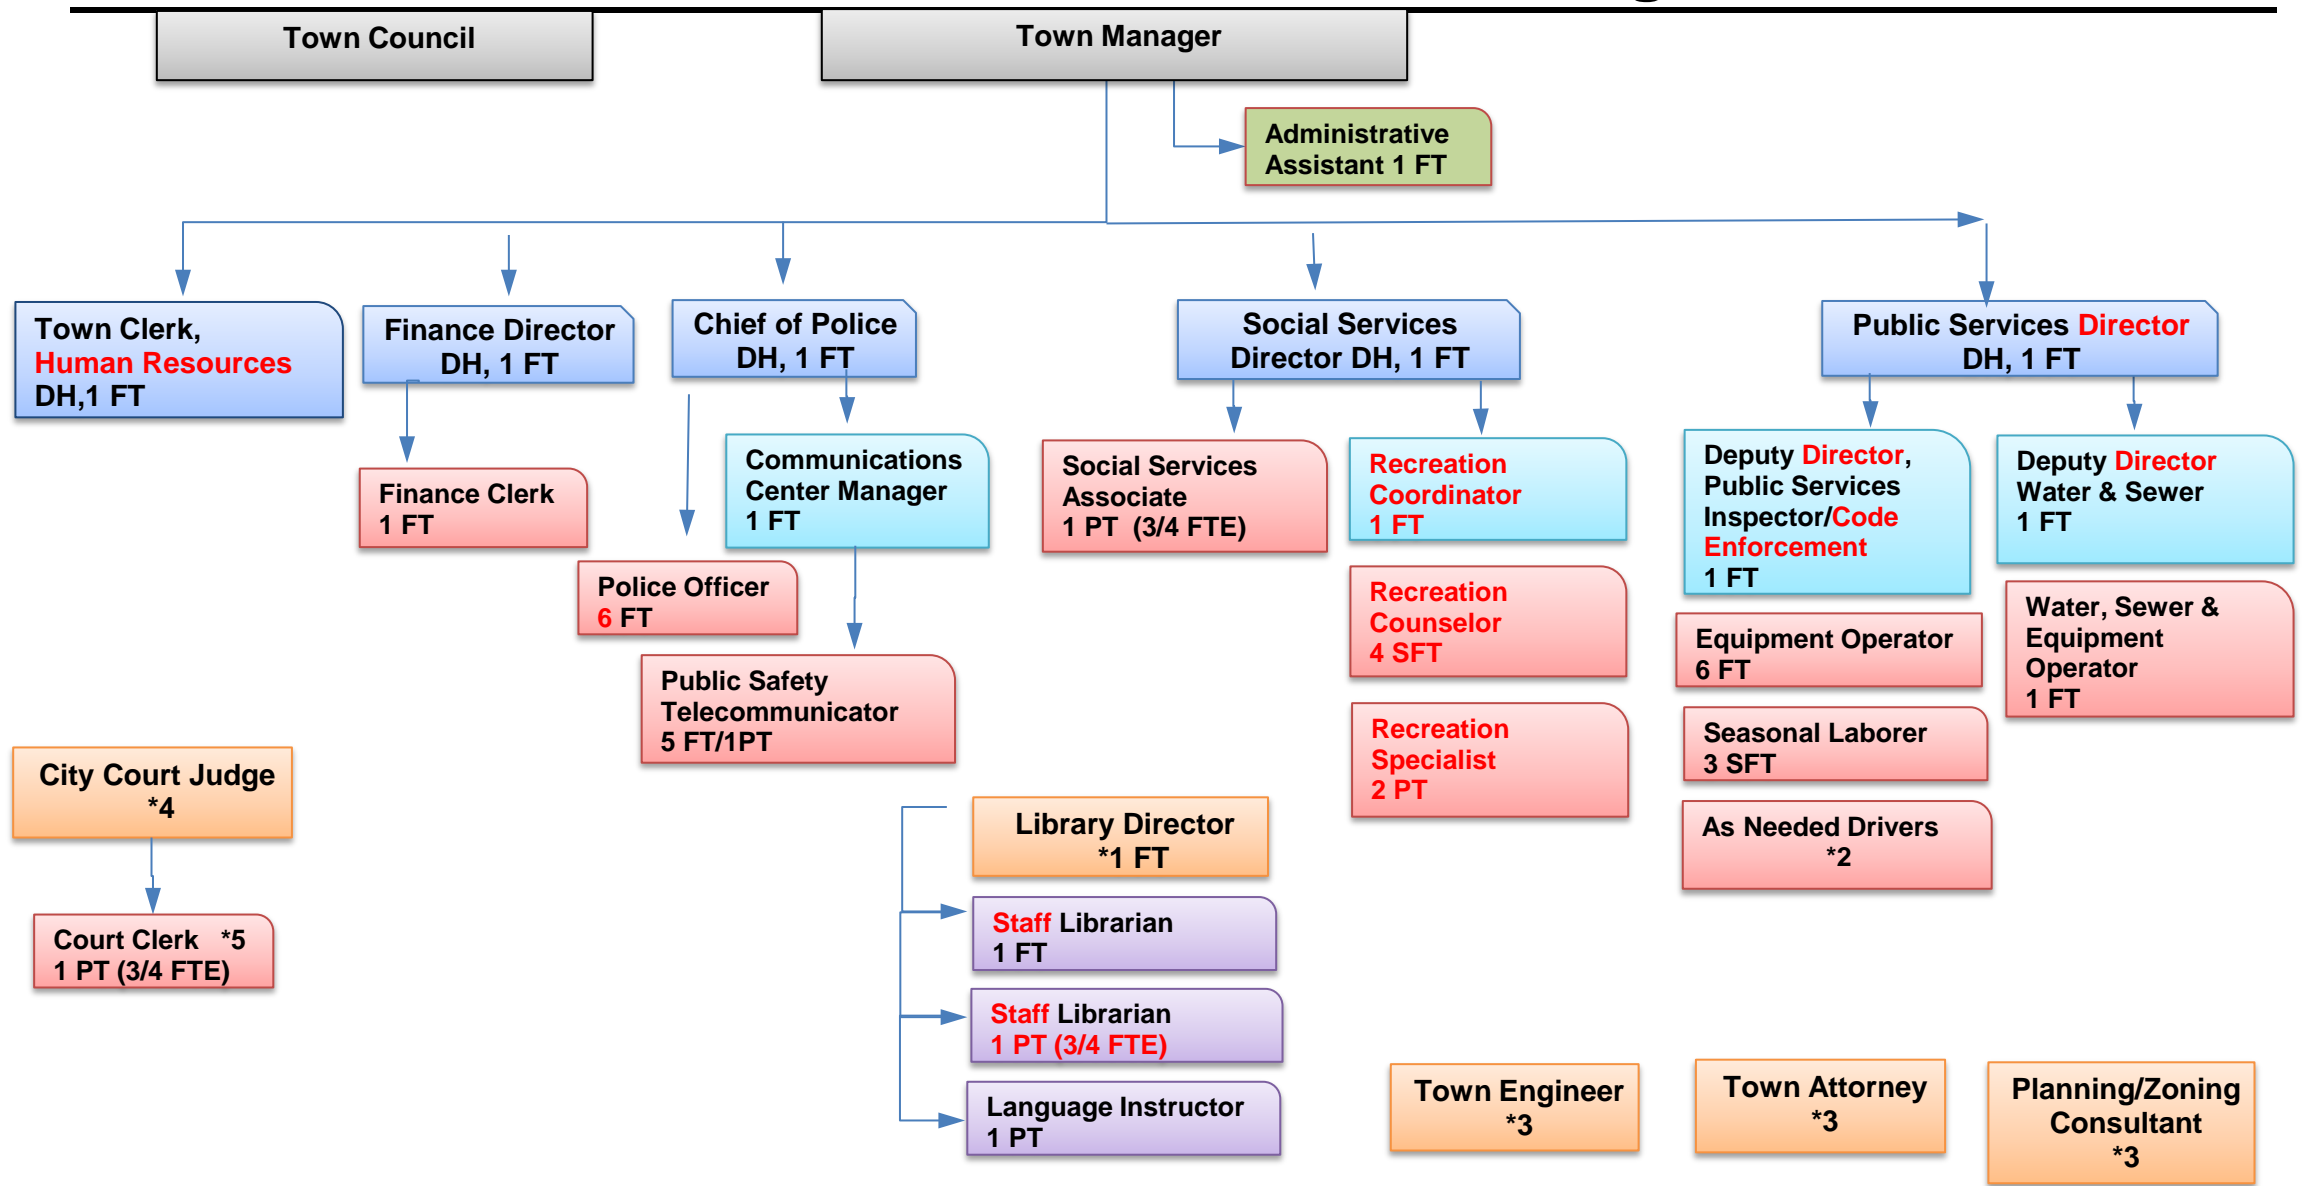 Town Council
Town Manager
Administrative
Assistant 1 FT
Town Clerk,
Human Resources
DH,1 FT
Finance Director
DH, 1 FT
Chief of Police
DH, 1 FT
Social Services
Director DH, 1 FT
Public Services Director
DH, 1 FT
Finance Clerk
1 FT
Communications
Center Manager
1 FT
Police Officer
6 FT
Public Safety
Telecommunicator
5 FT/1PT
Social Services
Associate
1 PT (3/4 FTE)
Recreation
Coordinator
1 FT
Recreation
Counselor
4 SFT
Recreation
Specialist
2 PT
Deputy Director,
Public Services
Inspector/Code
Enforcement
1 FT
Deputy Director
Water & Sewer
1 FT
Equipment Operator
6 FT
Water, Sewer &
Equipment
Operator
1 FT
Seasonal Laborer
3 SFT
As Needed Drivers
*2
City Court Judge
*4
Court Clerk *5
1 PT (3/4 FTE)
Library Director
*1 FT
Staff Librarian
1 FT
Staff Librarian
1 PT (3/4 FTE)
Language Instructor
1 PT
Town Engineer
*3
Town Attorney
*3
Planning/Zoning
Consultant
*3